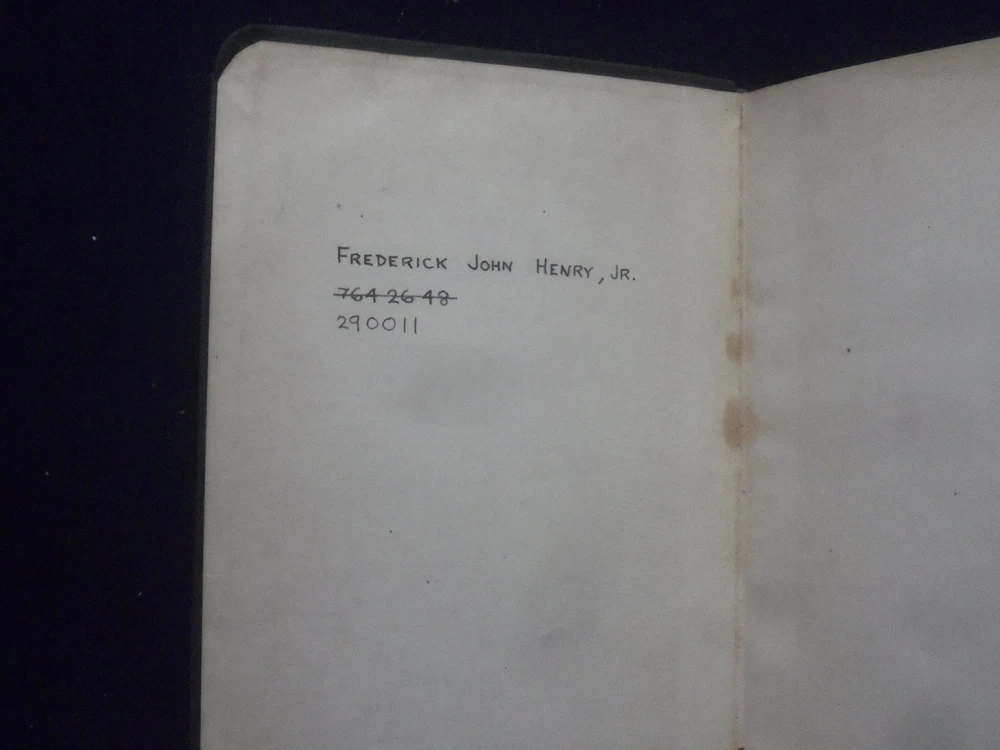 FREDERICK JOHN HENRY, JR.
764 26 48
290011